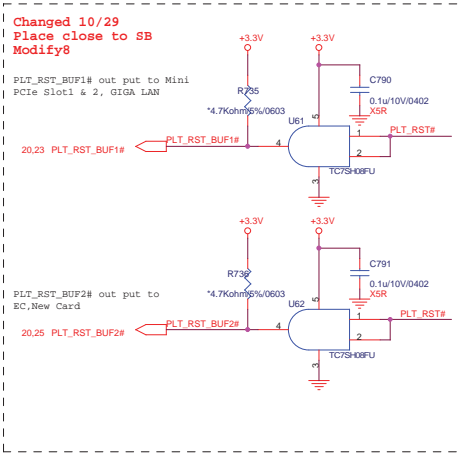 Changed 10/29
Place close to SB
Modify8
+3.3V
+3.3V
PLT_RST_BUF1# out put to Mini
PCIe Slot1 & 2, GIGA LAN
R735
*4.7Kohm/5%/0603
C790
0.1u/10V/0402
X5R
U61
5
1
PLT_RST#
20,23 PLT_RST_BUF1#
PLT_RST_BUF1#
4
2
3
TC7SH08FU
+3.3V
+3.3V
PLT_RST_BUF2# out put to
EC,New Card
R736
*4.7Kohm/5%/0603
C791
0.1u/10V/0402
X5R
U62
5
1
PLT_RST#
20,25 PLT_RST_BUF2#
PLT_RST_BUF2#
4
2
3
TC7SH08FU